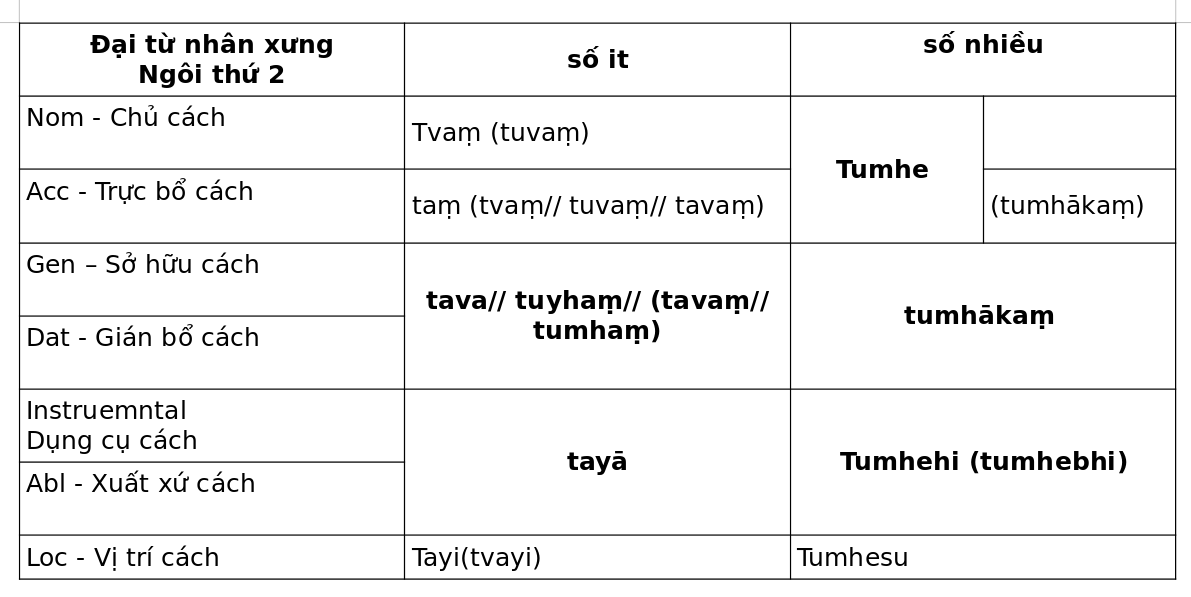 Đại từ nhân xưng
Ngôi thứ 2
số it
số nhiều
Nom - Chủ cách
Tvaṃ (tuvaṃ)
Tumhe
Acc - Trực bổ cách
taṃ (tvaṃ// tuvaṃ// tavaṃ)
(tumhākaṃ)
Gen – Sở hữu cách
tava// tuyhaṃ// (tavaṃ//
tumhaṃ)
tumhākaṃ
Dat - Gián bổ cách
Instruemntal
Dụng cụ cách
tayā
Tumhehi (tumhebhi)
Abl - Xuất xứ cách
Loc - Vị trí cách
Tayi(tvayi)
Tumhesu